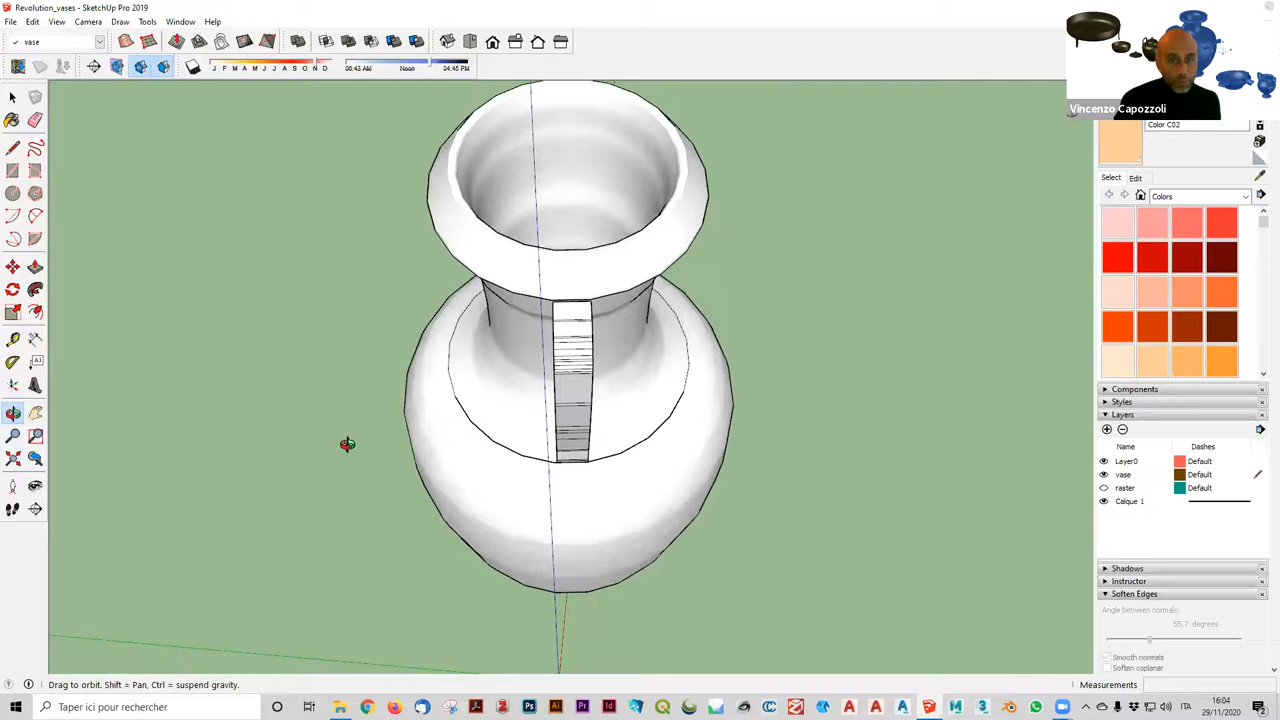 Revolution_vases - SketchUp Pro 2019
File Edit View Camera Draw Tools Window Help
vase
J F M A M J J A S O N D 06:43 AM Noon 04:45 PM
Vincenzo Capozzoli
Color C02
Select Edit
Colors
Components
Styles
Layers
Name Dashes
Layer0 Default
vase Default
raster Default
Calque 1
Shadows
Instructor
Soften Edges
Angle between normals:
55,7 degrees
Smooth normals
Soften coplanar
Drag to orbit. Shift = Pan, Ctrl = suspend gravity.
Measurements
Taper ici pour rechercher
16:04
29/11/2020